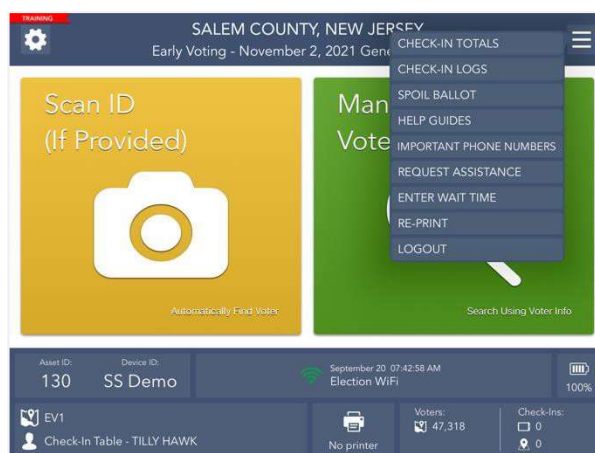 TRAINING
SALEM COUNTY, NEW JERSEY
Early Voting - November 2, 2021
CHECK-IN TOTALS
CHECK-IN LOGS
SPOIL BALLOT
HELP GUIDES
IMPORTANT PHONE NUMBERS
REQUEST ASSISTANCE
ENTER WAIT TIME
RE-PRINT
LOGOUT
Scan ID
(If Provided)
Automatically Find Voter
Search Using Voter Info
Asset ID:
130
Device ID:
SS Demo
September 20 07:42:58 AM
Election WiFi
100%
EV1
Check-In Table - TILLY HAWK
No printer
Voters:
47,318
Check-Ins:
0
0